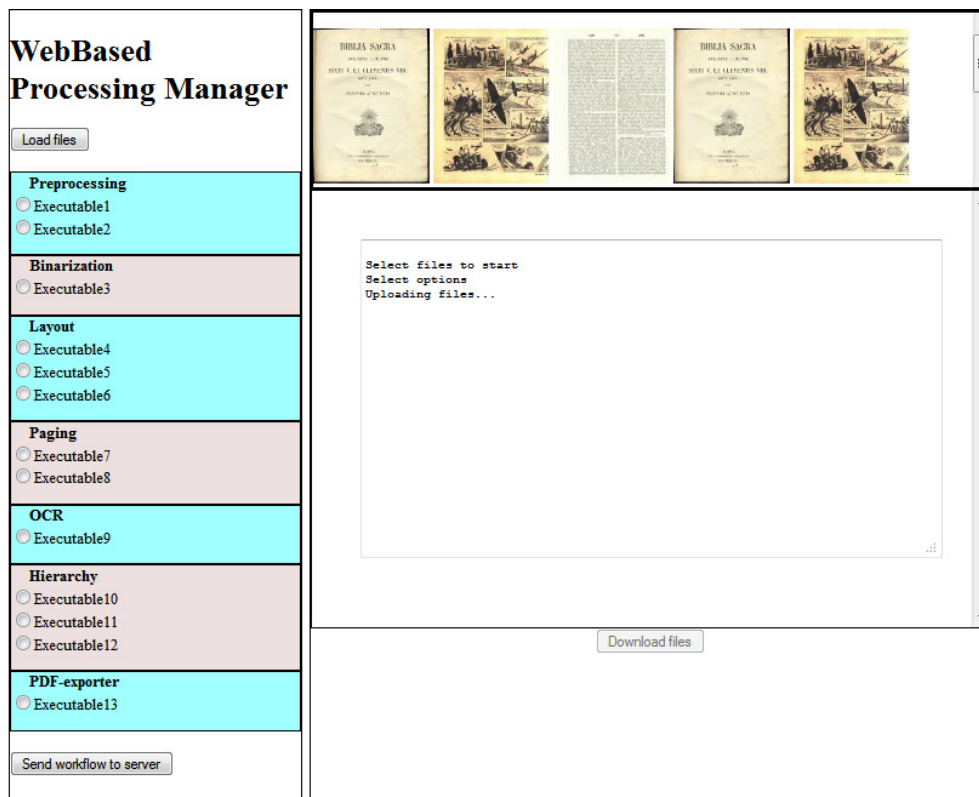 WebBased
Processing Manager
Load files
Preprocessing
Executable1
Executable2
Binarization
Executable3
Layout
Executable4
Executable5
Executable6
Paging
Executable7
Executable8
OCR
Executable9
Hierarchy
Executable10
Executable11
Executable12
PDF-exporter
Executable13
Send workflow to server
BIBLIA SACRA
BIBLIA SACRA
Select files to start
Select options
Uploading files...
Download files